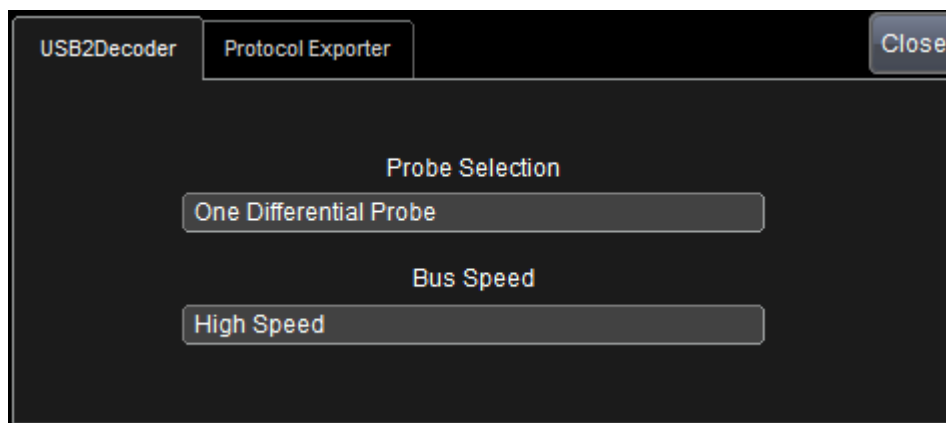 USB2Decoder
Protocol Exporter
Close
Probe Selection
One Differential Probe
Bus Speed
High Speed